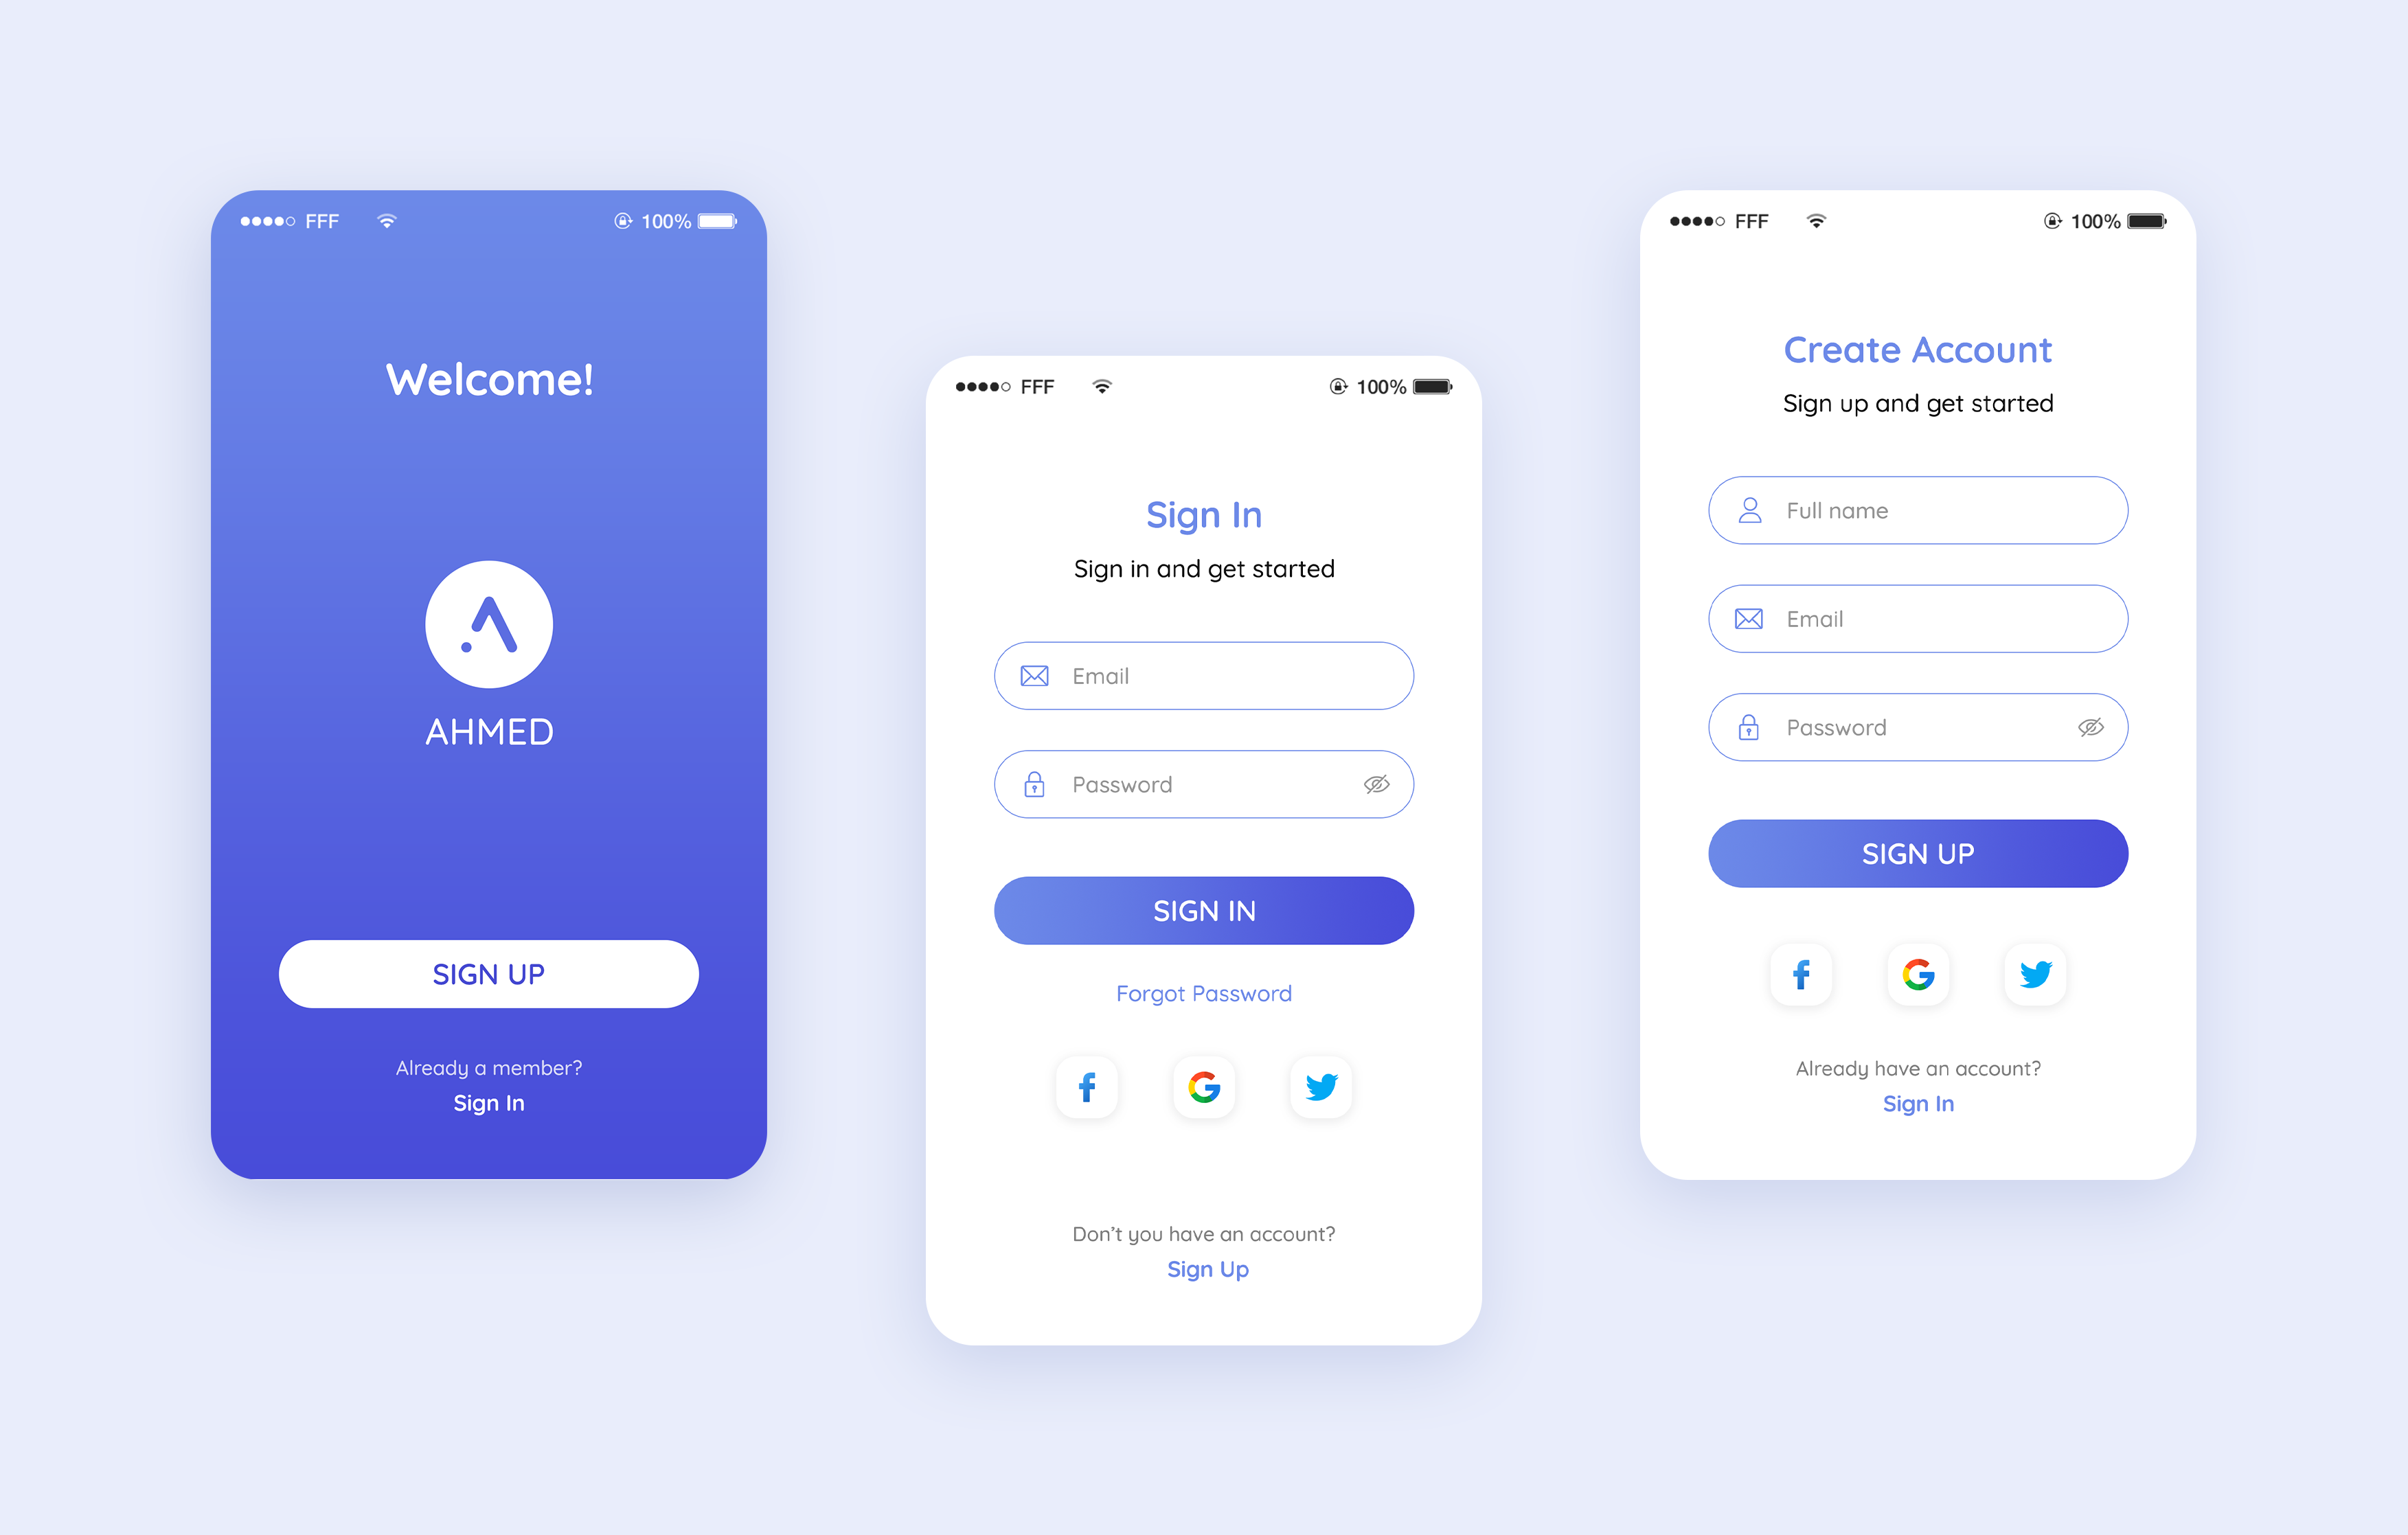 FFF 100%
Welcome!
AHMED
SIGN UP
Already a member?
Sign In
FFF 100%
Sign In
Sign in and get started
Email
Password
SIGN IN
Forgot Password
Don’t you have an account?
Sign Up
FFF 100%
Create Account
Sign up and get started
Full name
Email
Password
SIGN UP
Already have an account?
Sign In